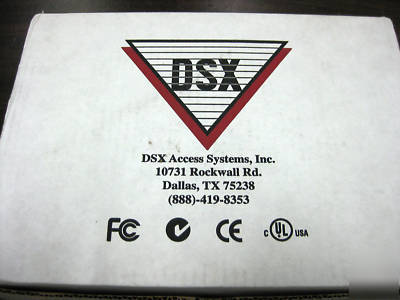 DSX
DSX Access Systems, Inc.
10731 Rockwall Rd.
Dallas, TX 75238
(888)-419-8353
FC CE C UL USA